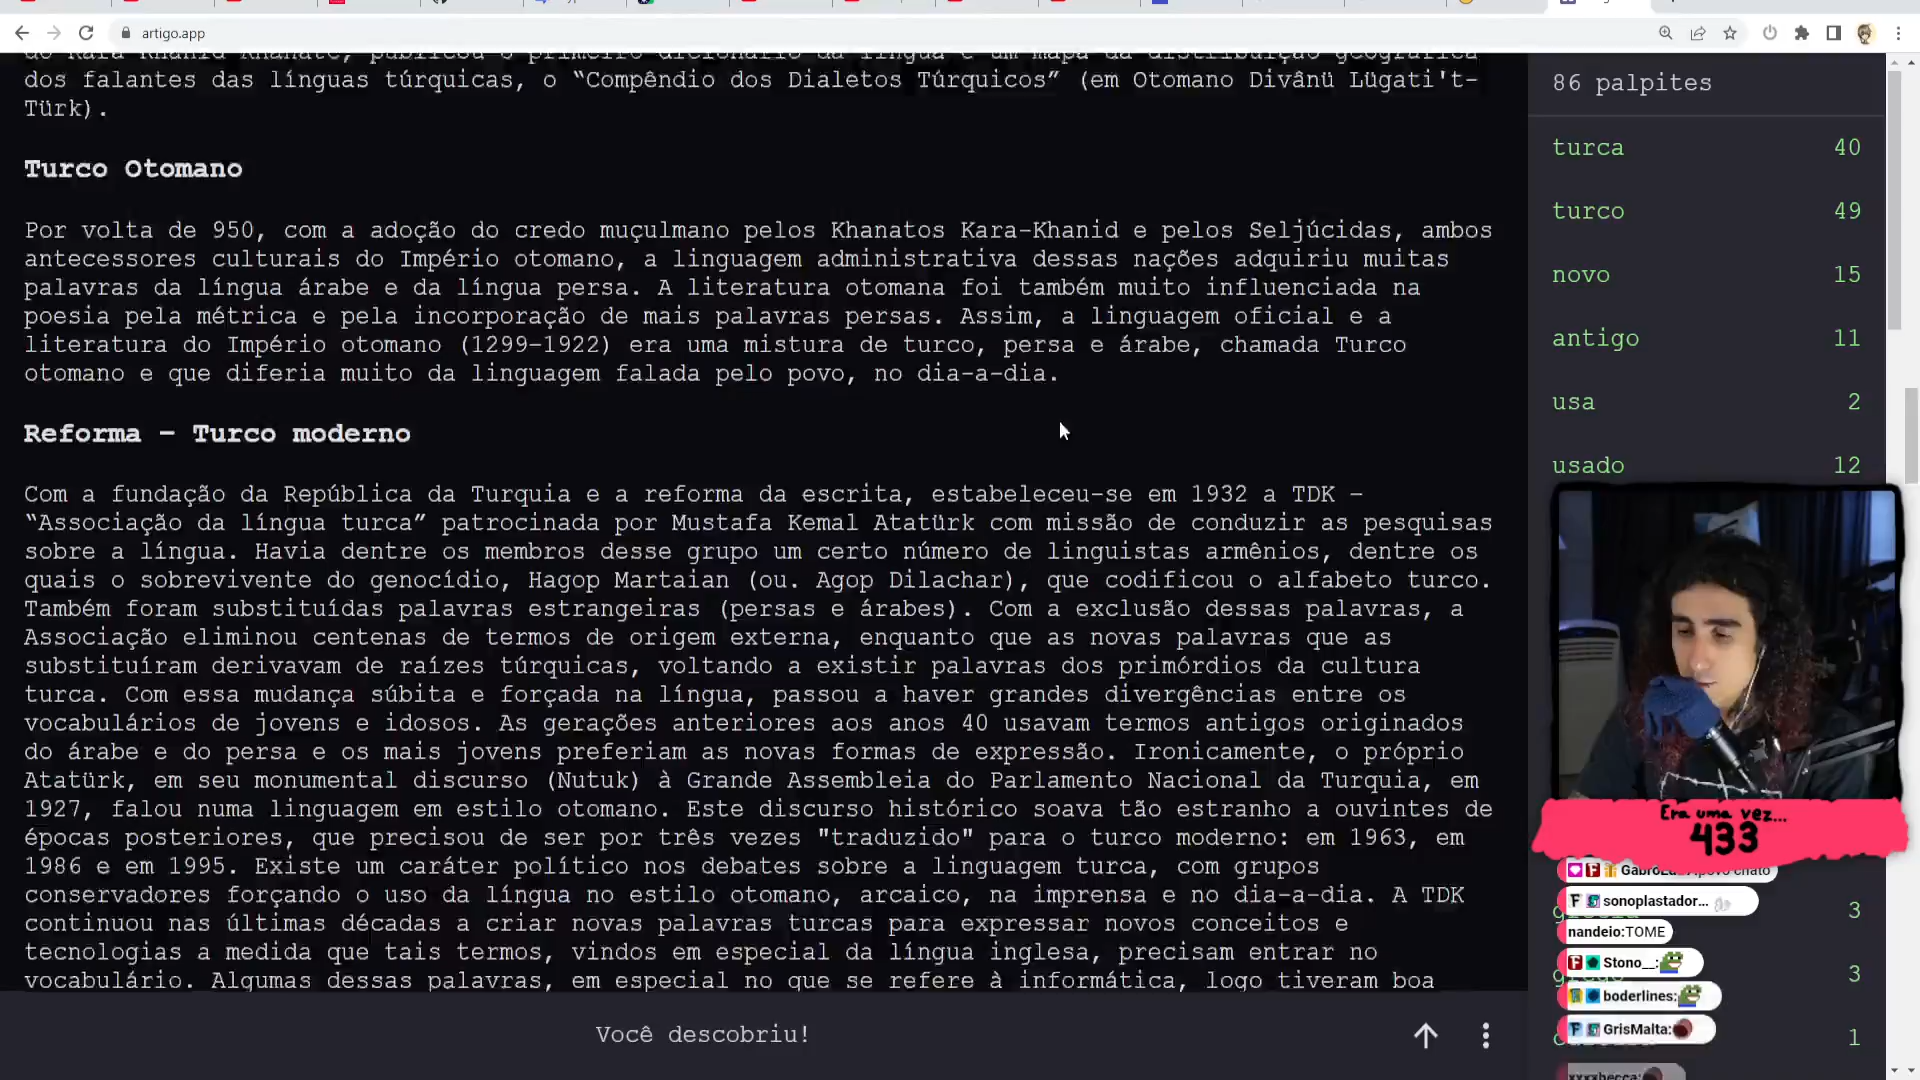 artigo.app
do Kara-Khanid Khanate, publicou o primeiro dicionário da língua e um mapa da distribuição geográfica
dos falantes das línguas túrquicas, o “Compêndio dos Dialetos Túrquicos” (em Otomano Divânü Lügati't-
Türk).
Turco Otomano
Por volta de 950, com a adoção do credo muçulmano pelos Khanatos Kara-Khanid e pelos Seljúcidas, ambos
antecessores culturais do Império otomano, a linguagem administrativa dessas nações adquiriu muitas
palavras da língua árabe e da língua persa. A literatura otomana foi também muito influenciada na
poesia pela métrica e pela incorporação de mais palavras persas. Assim, a linguagem oficial e a
literatura do Império otomano (1299-1922) era uma mistura de turco, persa e árabe, chamada Turco
otomano e que diferia muito da linguagem falada pelo povo, no dia-a-dia.
Reforma – Turco moderno
Com a fundação da República da Turquia e a reforma da escrita, estabeleceu-se em 1932 a TDK –
“Associação da língua turca” patrocinada por Mustafa Kemal Atatürk com missão de conduzir as pesquisas
sobre a língua. Havia dentre os membros desse grupo um certo número de linguistas armênios, dentre os
quais o sobrevivente do genocídio, Hagop Martaian (ou. Agop Dilachar), que codificou o alfabeto turco.
Também foram substituídas palavras estrangeiras (persas e árabes). Com a exclusão dessas palavras, a
Associação eliminou centenas de termos de origem externa, enquanto que as novas palavras que as
substituíram derivavam de raízes túrquicas, voltando a existir palavras dos primórdios da cultura
turca. Com essa mudança súbita e forçada na língua, passou a haver grandes divergências entre os
vocabulários de jovens e idosos. As gerações anteriores aos anos 40 usavam termos antigos originados
do árabe e do persa e os mais jovens preferiam as novas formas de expressão. Ironicamente, o próprio
Atatürk, em seu monumental discurso (Nutuk) à Grande Assembleia do Parlamento Nacional da Turquia, em
1927, falou numa linguagem em estilo otomano. Este discurso histórico soava tão estranho a ouvintes de
épocas posteriores, que precisou de ser por três vezes "traduzido" para o turco moderno: em 1963, em
1986 e em 1995. Existe um caráter político nos debates sobre a linguagem turca, com grupos
conservadores forçando o uso da língua no estilo otomano, arcaico, na imprensa e no dia-a-dia. A TDK
continuou nas últimas décadas a criar novas palavras turcas para expressar novos conceitos e
tecnologias a medida que tais termos, vindos em especial da língua inglesa, precisam entrar no
vocabulário. Algumas dessas palavras, em especial no que se refere à informática, logo tiveram boa
Você descobriu!
86 palpites
turca 40
turco 49
novo 15
antigo 11
usa 2
usado 12
Era uma vez...
433
3
sonoplastador...
nandeio:TOME
Stono__:
3
boderlines:
GrisMalta:
1